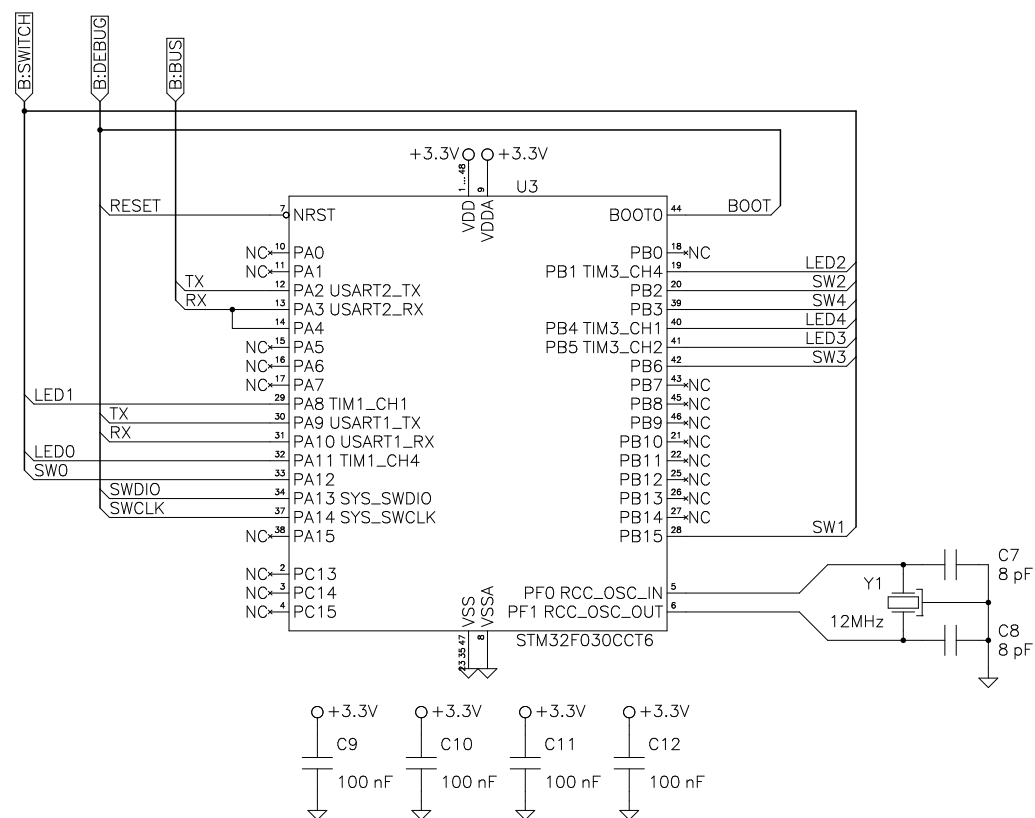 B:SWITCH
B:DEBUG
B:BUS
+3.3V +3.3V
1 ... 48
9
U3
VDD
VDDA
RESET 7 NRST
BOOT0 44 BOOT
NC 10 PA0
PB0 18 NC
NC 11 PA1
PB1 TIM3_CH4 19 LED2
TX 12 PA2 USART2_TX
PB2 20 SW2
RX 13 PA3 USART2_RX
PB3 39 SW4
14 PA4
PB4 TIM3_CH1 40 LED4
NC 15 PA5
PB5 TIM3_CH2 41 LED3
NC 16 PA6
PB6 42 SW3
NC 17 PA7
PB7 43 NC
LED1 29 PA8 TIM1_CH1
PB8 45 NC
TX 30 PA9 USART1_TX
PB9 46 NC
RX 31 PA10 USART1_RX
PB10 21 NC
LED0 32 PA11 TIM1_CH4
PB11 22 NC
SW0 33 PA12
PB12 25 NC
SWDIO 34 PA13 SYS_SWDIO
PB13 26 NC
SWCLK 37 PA14 SYS_SWCLK
PB14 27 NC
NC 38 PA15
PB15 28 SW1
NC 2 PC13
NC 3 PC14
PF0 RCC_OSC_IN 5
NC 4 PC15
PF1 RCC_OSC_OUT 6
VSS
VSSA
23 35 47
8
STM32F030CCT6
Y1
12MHz
C7
8 pF
C8
8 pF
+3.3V +3.3V +3.3V +3.3V
C9 C10 C11 C12
100 nF 100 nF 100 nF 100 nF